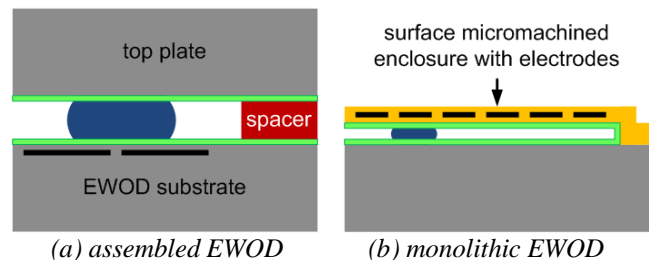 top plate
spacer
EWOD substrate
(a) assembled EWOD
surface micromachined
enclosure with electrodes
(b) monolithic EWOD